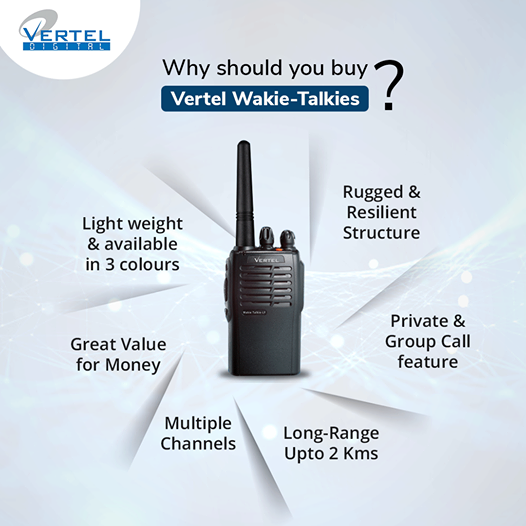 VERTEL
DIGITAL
Why should you buy
Vertel Wakie-Talkies ?
Light weight
& available
in 3 colours
Rugged &
Resilient
Structure
VERTEL
Great Value
for Money
Private &
Group Call
feature
Multiple
Channels
Long-Range
Upto 2 Kms